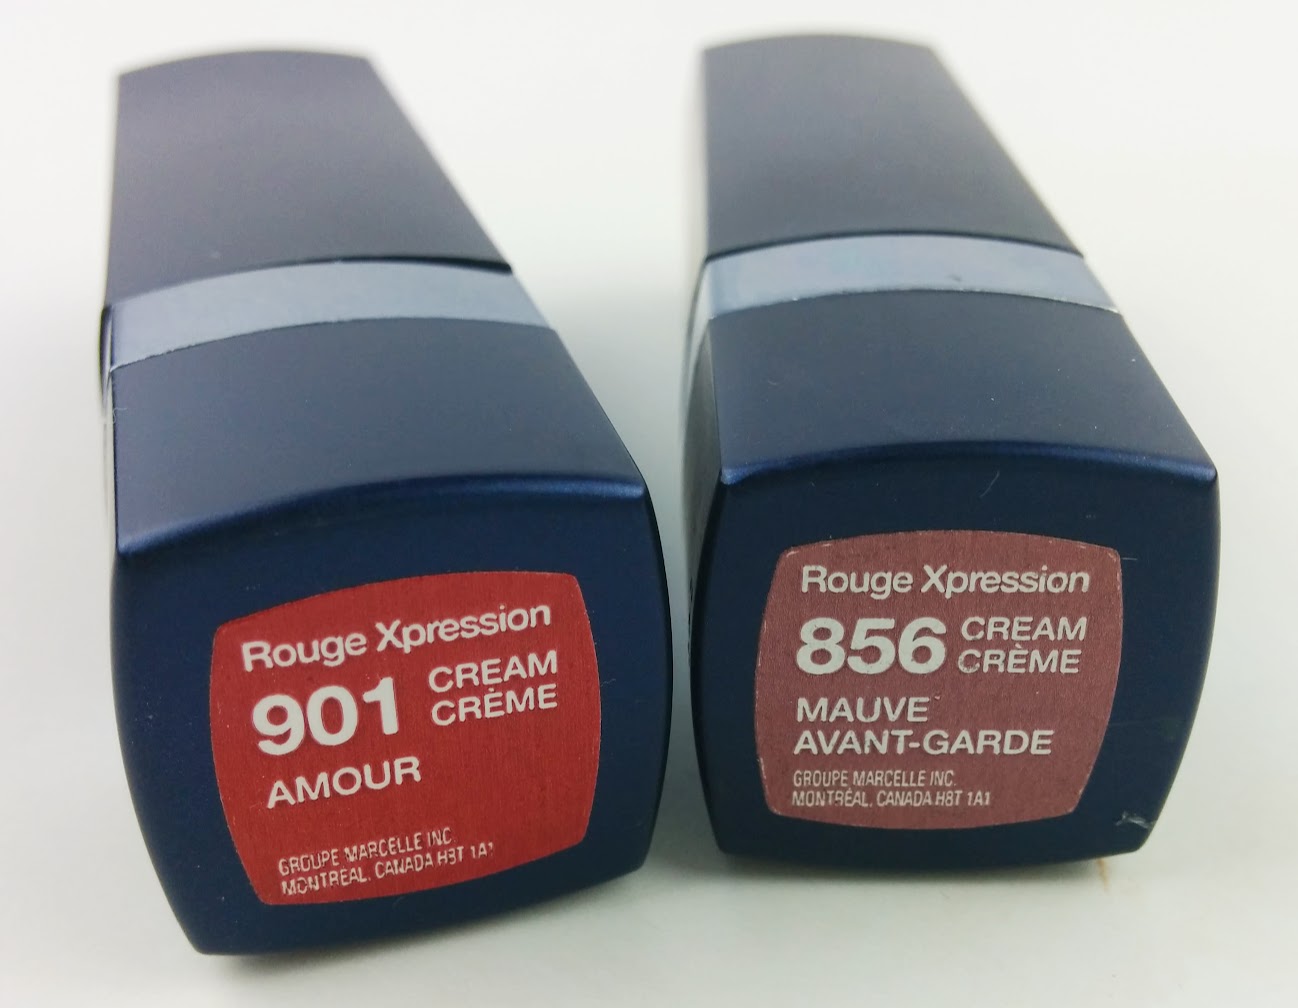 Rouge Xpression
901 CREAM
CRÈME
AMOUR
GROUPE MARCELLE INC.
MONTRÉAL, CANADA H8T 1A1
Rouge Xpression
856 CREAM
CRÈME
MAUVE
AVANT-GARDE
GROUPE MARCELLE INC.
MONTRÉAL, CANADA H8T 1A1